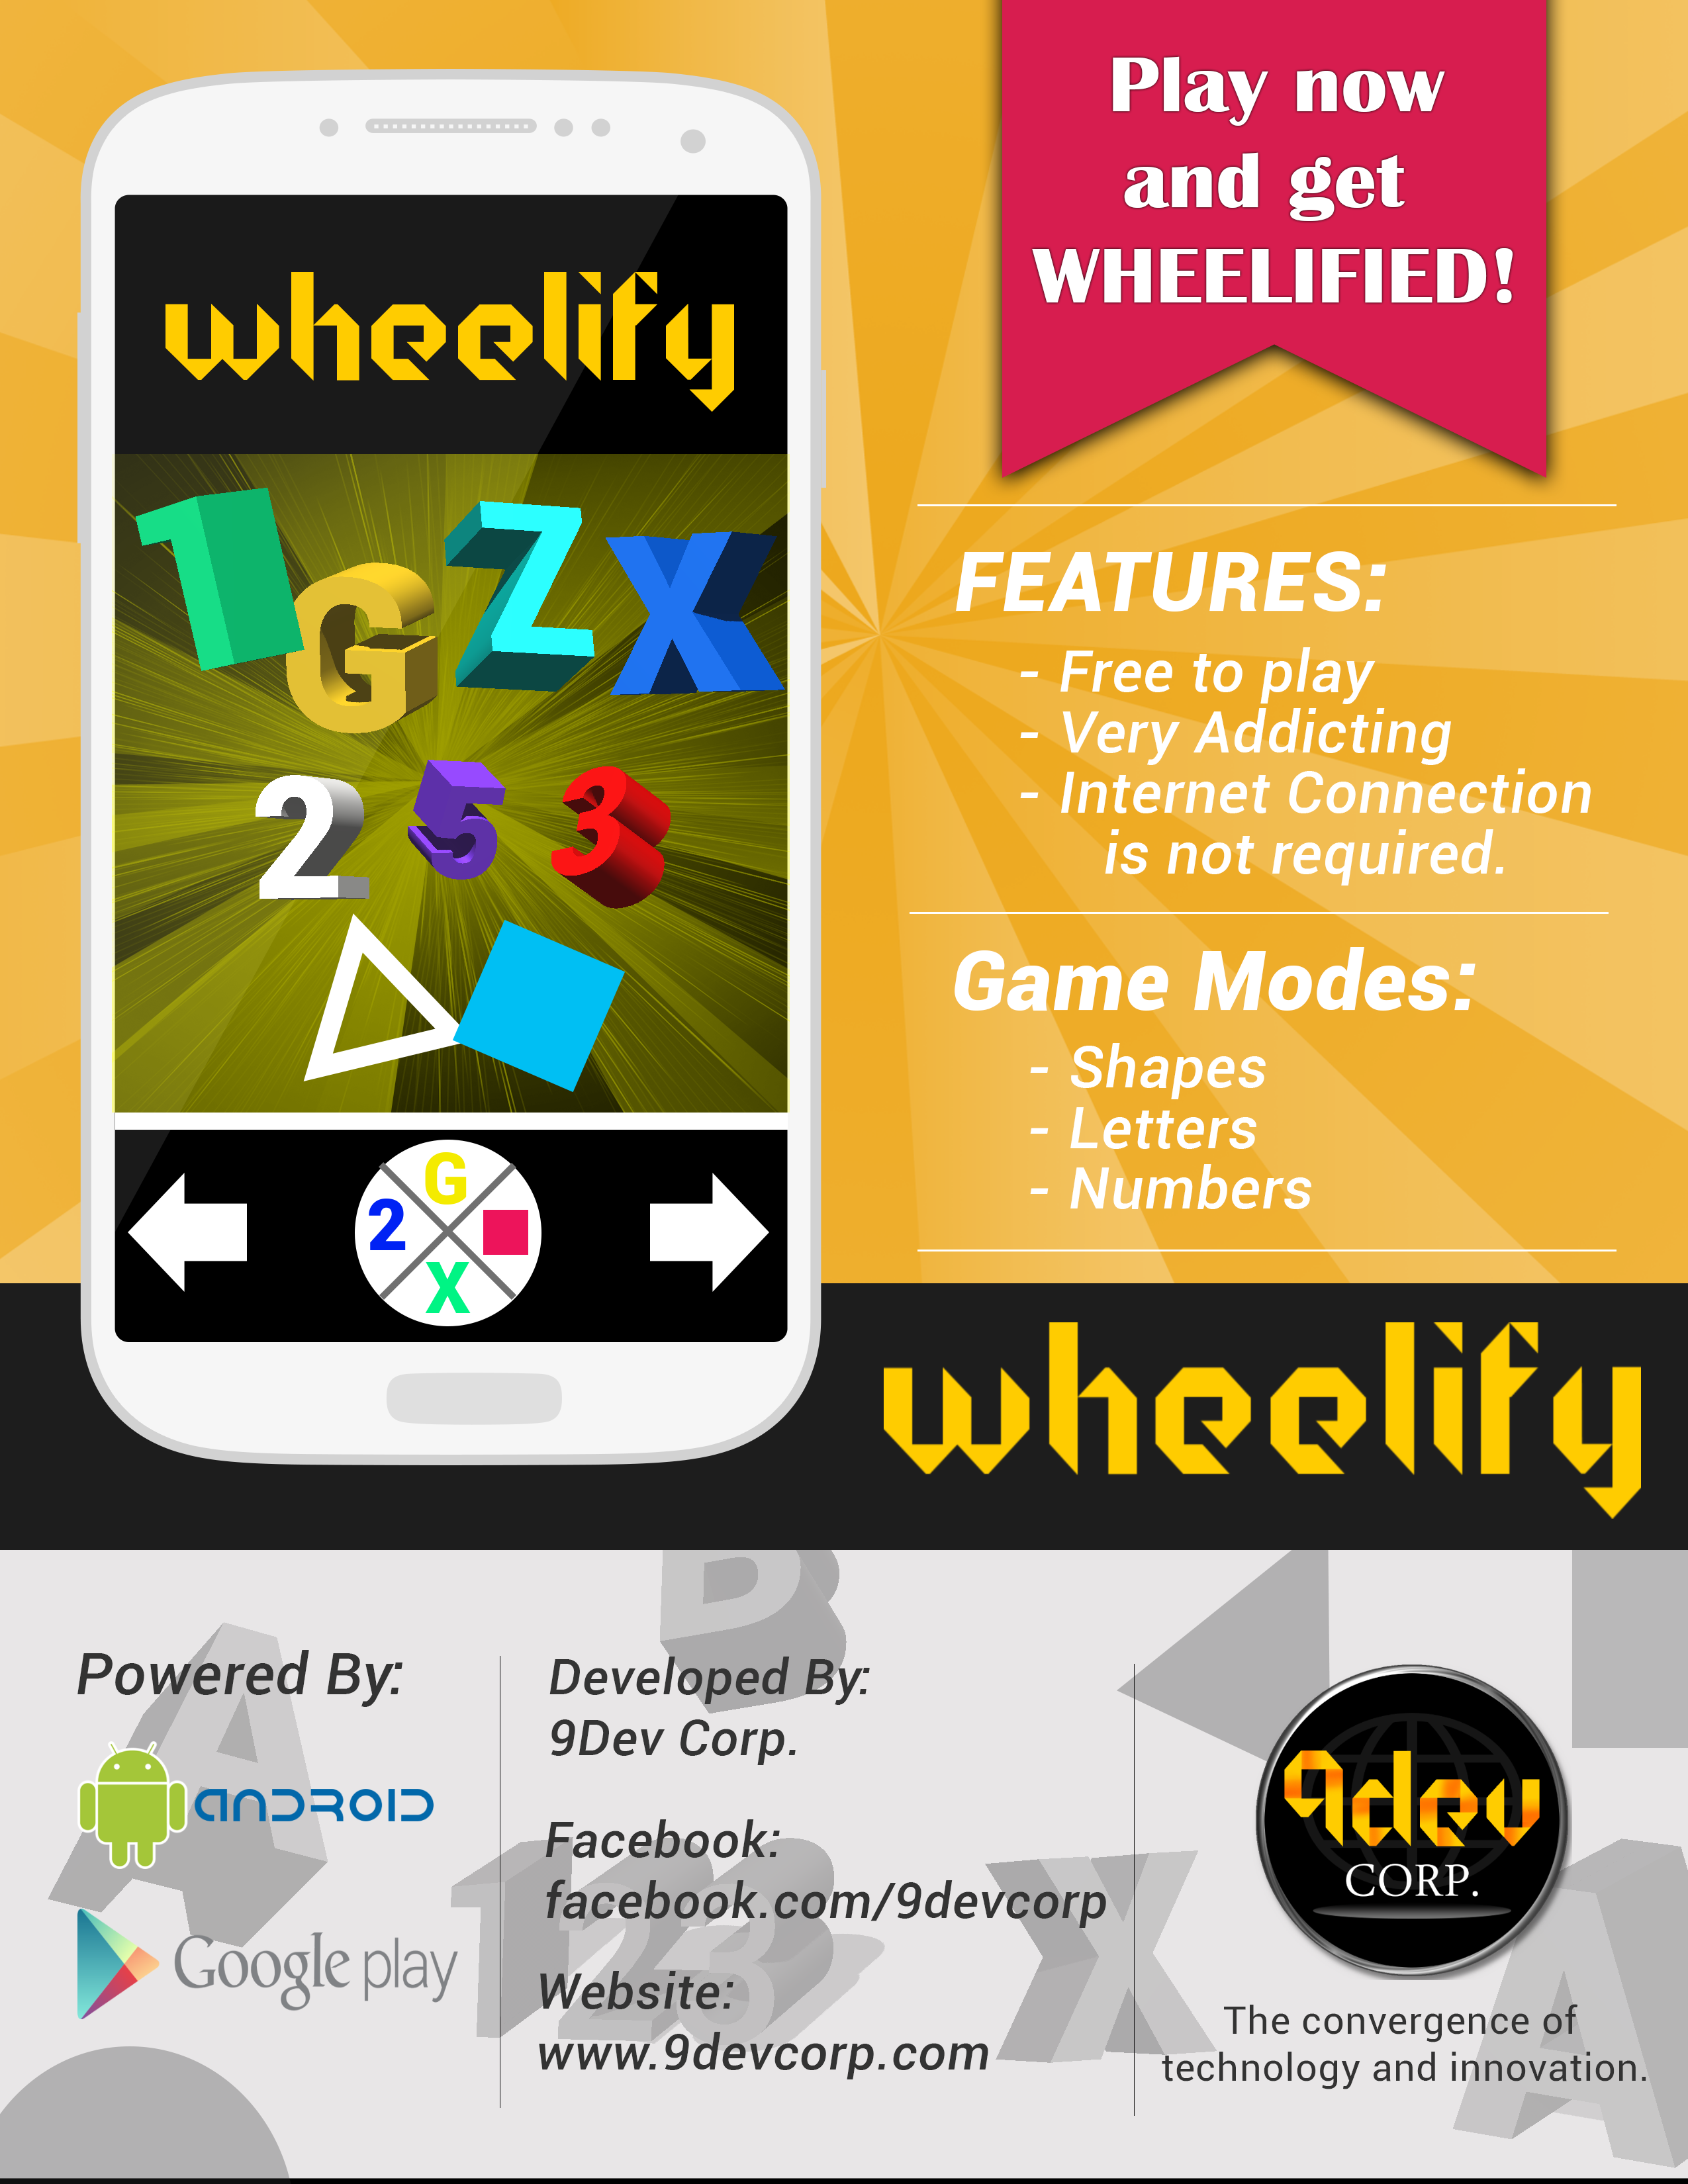 Play now
and get
WHEELIFIED!
wheelify
1 G Z X
2 5 3
G
2
X
FEATURES:
- Free to play
- Very Addicting
- Internet Connection
is not required.
Game Modes:
- Shapes
- Letters
- Numbers
wheelify
Powered By:
ANDROID
Google play
Developed By:
9Dev Corp.
Facebook:
facebook.com/9devcorp
Website:
www.9devcorp.com
9dev
CORP.
The convergence of
technology and innovation.
A
B
123
X
A